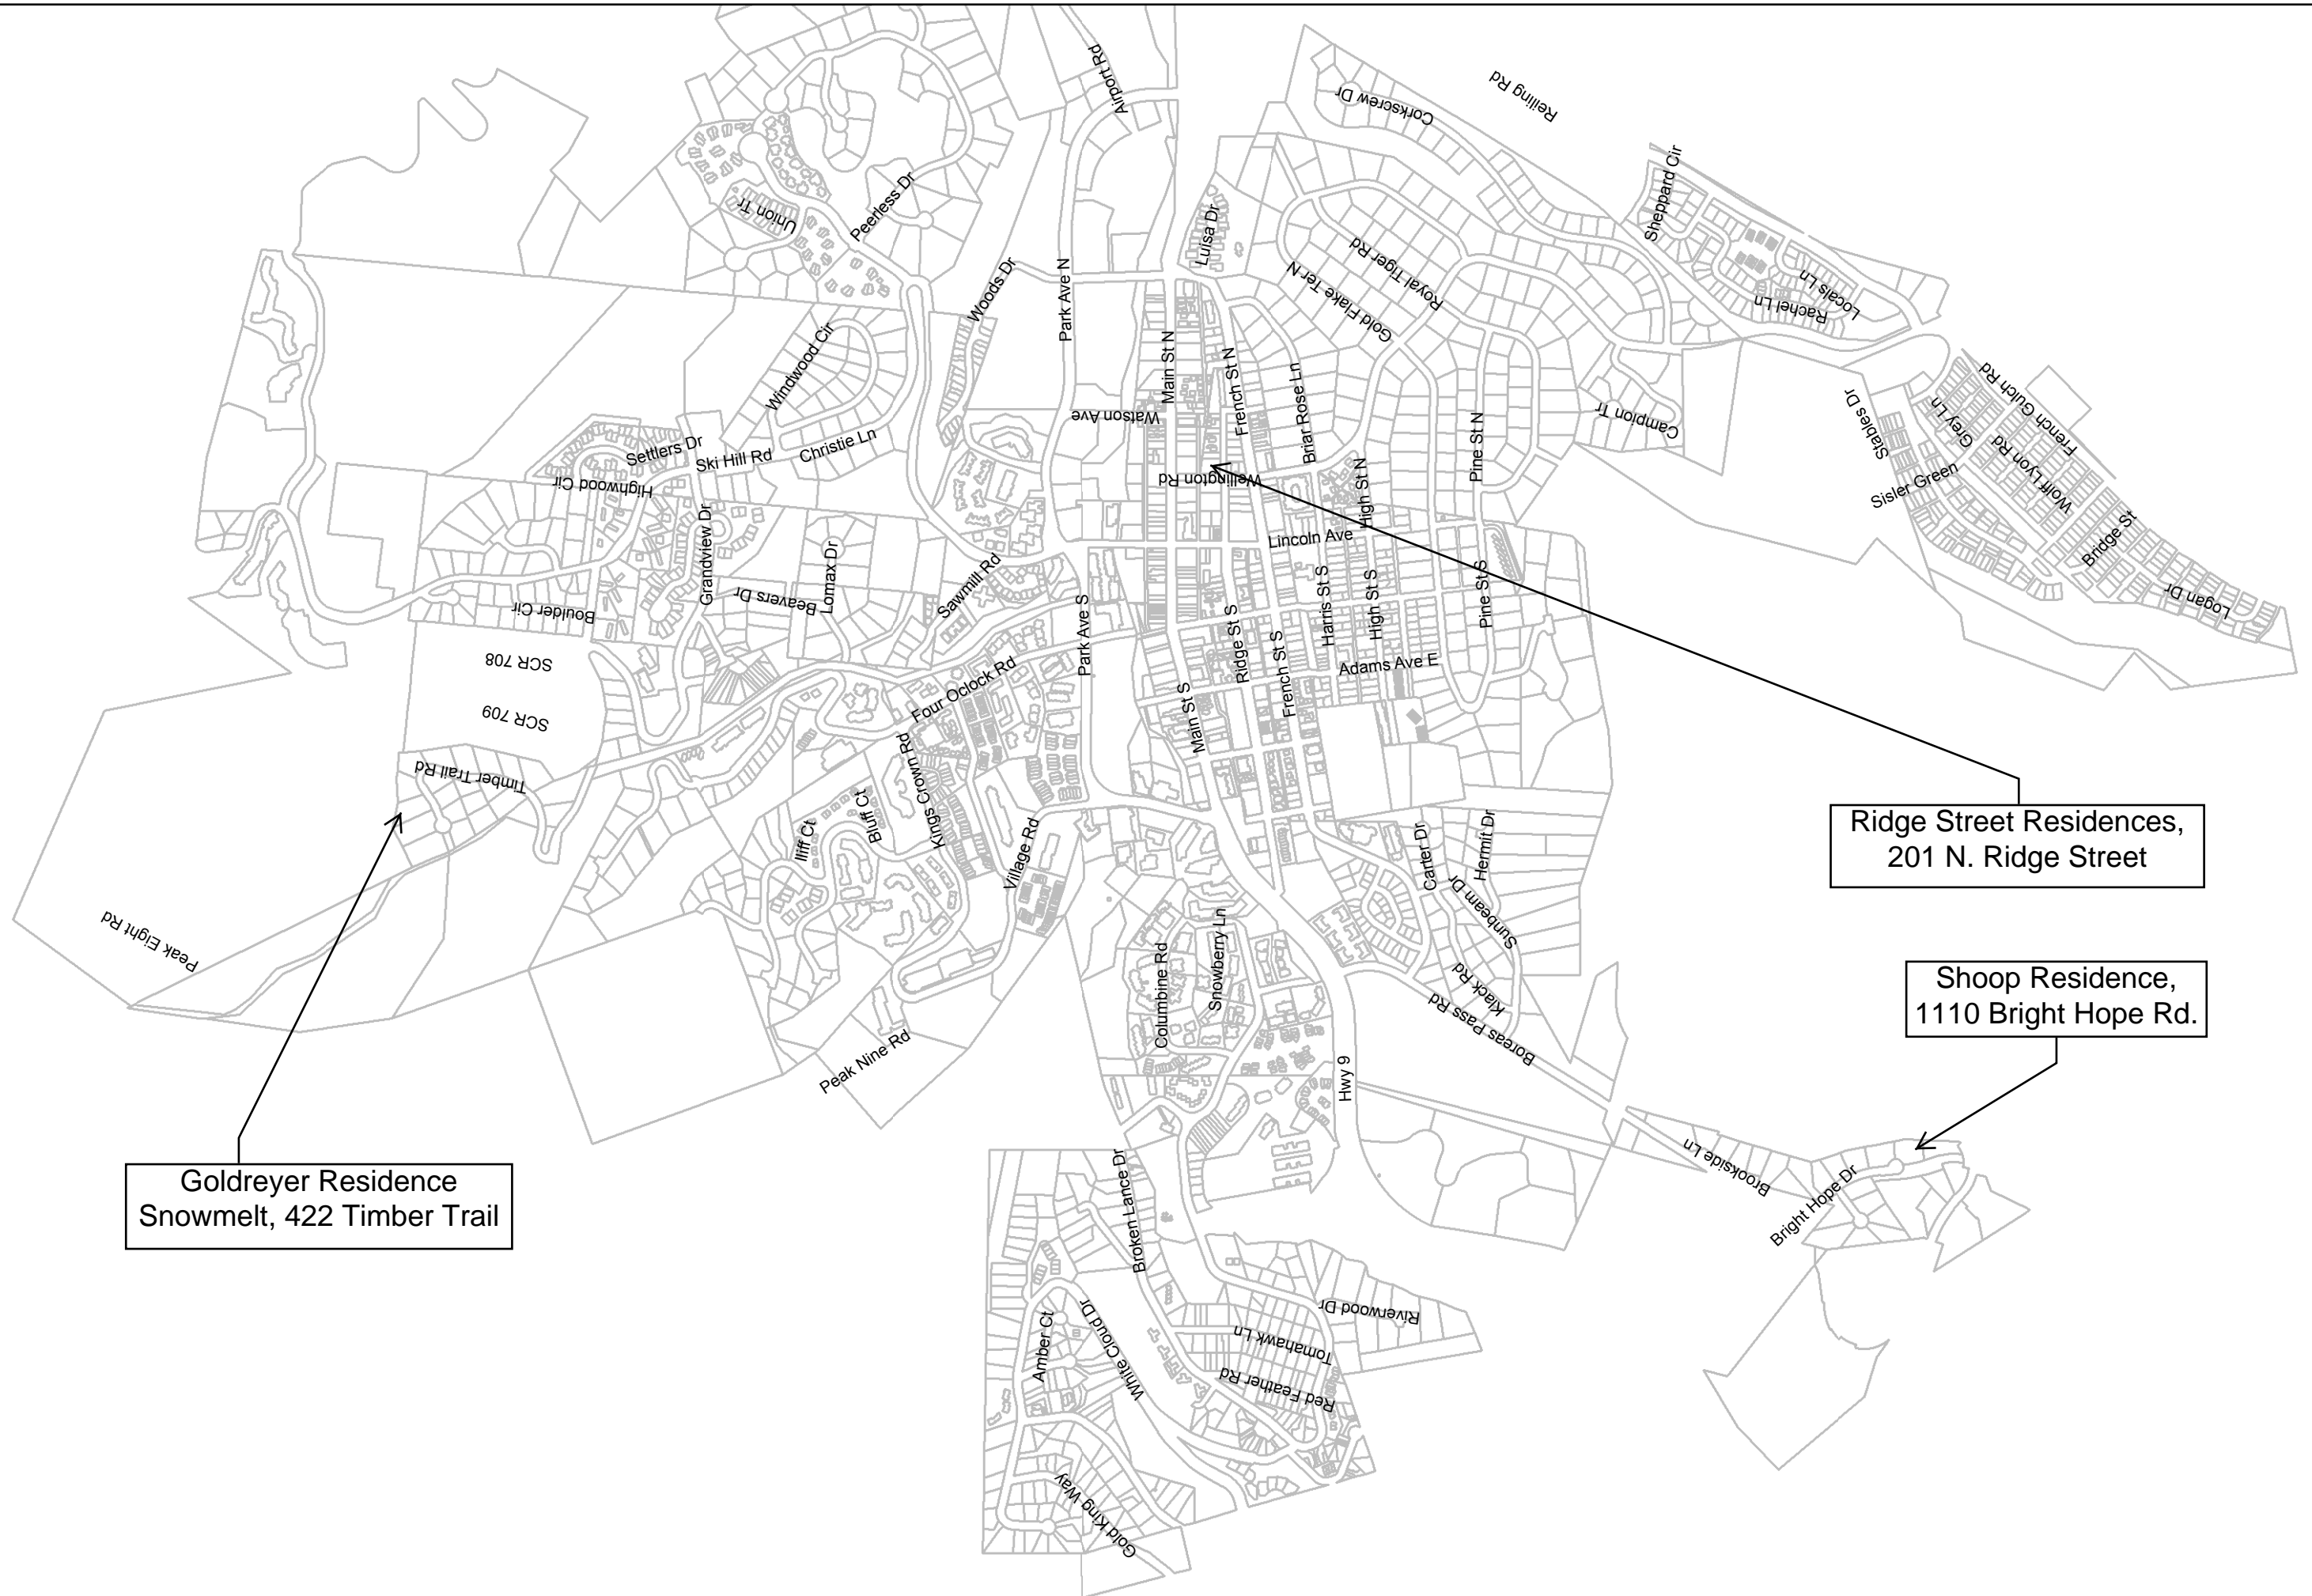 Airport Rd
Reiling Rd
Corkscrew Dr
Sheppard Cir
Peerless Dr
Union Tr
Luisa Dr
Woods Dr
Park Ave N
Gold Flake Ter N
Royal Tiger Rd
Locals Ln
Rachel Ln
Windwood Cir
Main St N
French St N
Briar Rose Ln
Watson Ave
Campion Tr
Stables Dr
Grey Ln
French Gulch Rd
Wolff Lyon Rd
Sisler Green
Bridge St
Logan Dr
Settlers Dr
Ski Hill Rd
Christie Ln
Highwood Cir
Wellington Rd
High St N
Pine St N
Lincoln Ave
Grandview Dr
Lomax Dr
Beavers Dr
Boulder Cir
Sawmill Rd
Park Ave S
Ridge St S
Harris St S
High St S
Pine St S
French St S
Adams Ave E
SCR 708
SCR 709
Four Oclock Rd
Main St S
Timber Trail Rd
Kings Crown Rd
Bluff Ct
Iliff Ct
Village Rd
Carter Dr
Hermit Dr
Sunbeam Dr
Ridge Street Residences,
201 N. Ridge Street
Peak Eight Rd
Columbine Rd
Snowberry Ln
Klack Rd
Boreas Pass Rd
Shoop Residence,
1110 Bright Hope Rd.
Peak Nine Rd
Hwy 9
Brookside Ln
Bright Hope Dr
Goldreyer Residence
Snowmelt, 422 Timber Trail
Broken Lance Dr
White Cloud Dr
Amber Ct
Riverwood Dr
Tomahawk Ln
Red Feather Rd
Gold King Way